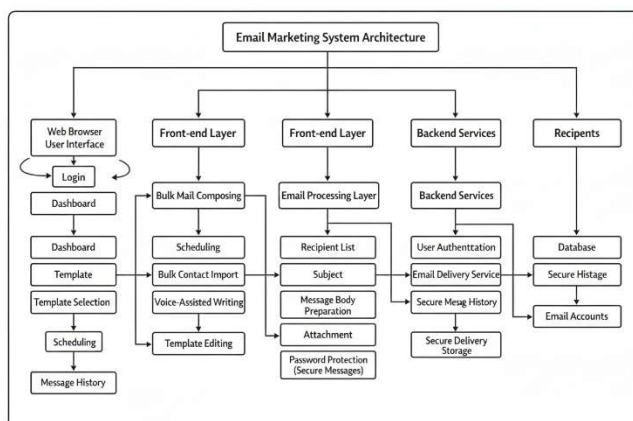 Email Marketing System Architecture
Web Browser
User Interface
Login
Dashboard
Dashboard
Template
Template Selection
Scheduling
Message History
Front-end Layer
Bulk Mail Composing
Scheduling
Bulk Contact Import
Voice-Assisted Writing
Template Editing
Front-end Layer
Email Processing Layer
Recipient List
Subject
Message Body
Preparation
Attachment
Password Protection
(Secure Messages)
Backend Services
Backend Services
User Authentration
Email Delivery Service
Secure Mesag History
Secure Delivery
Storage
Recipents
Database
Secure Histage
Email Accounts